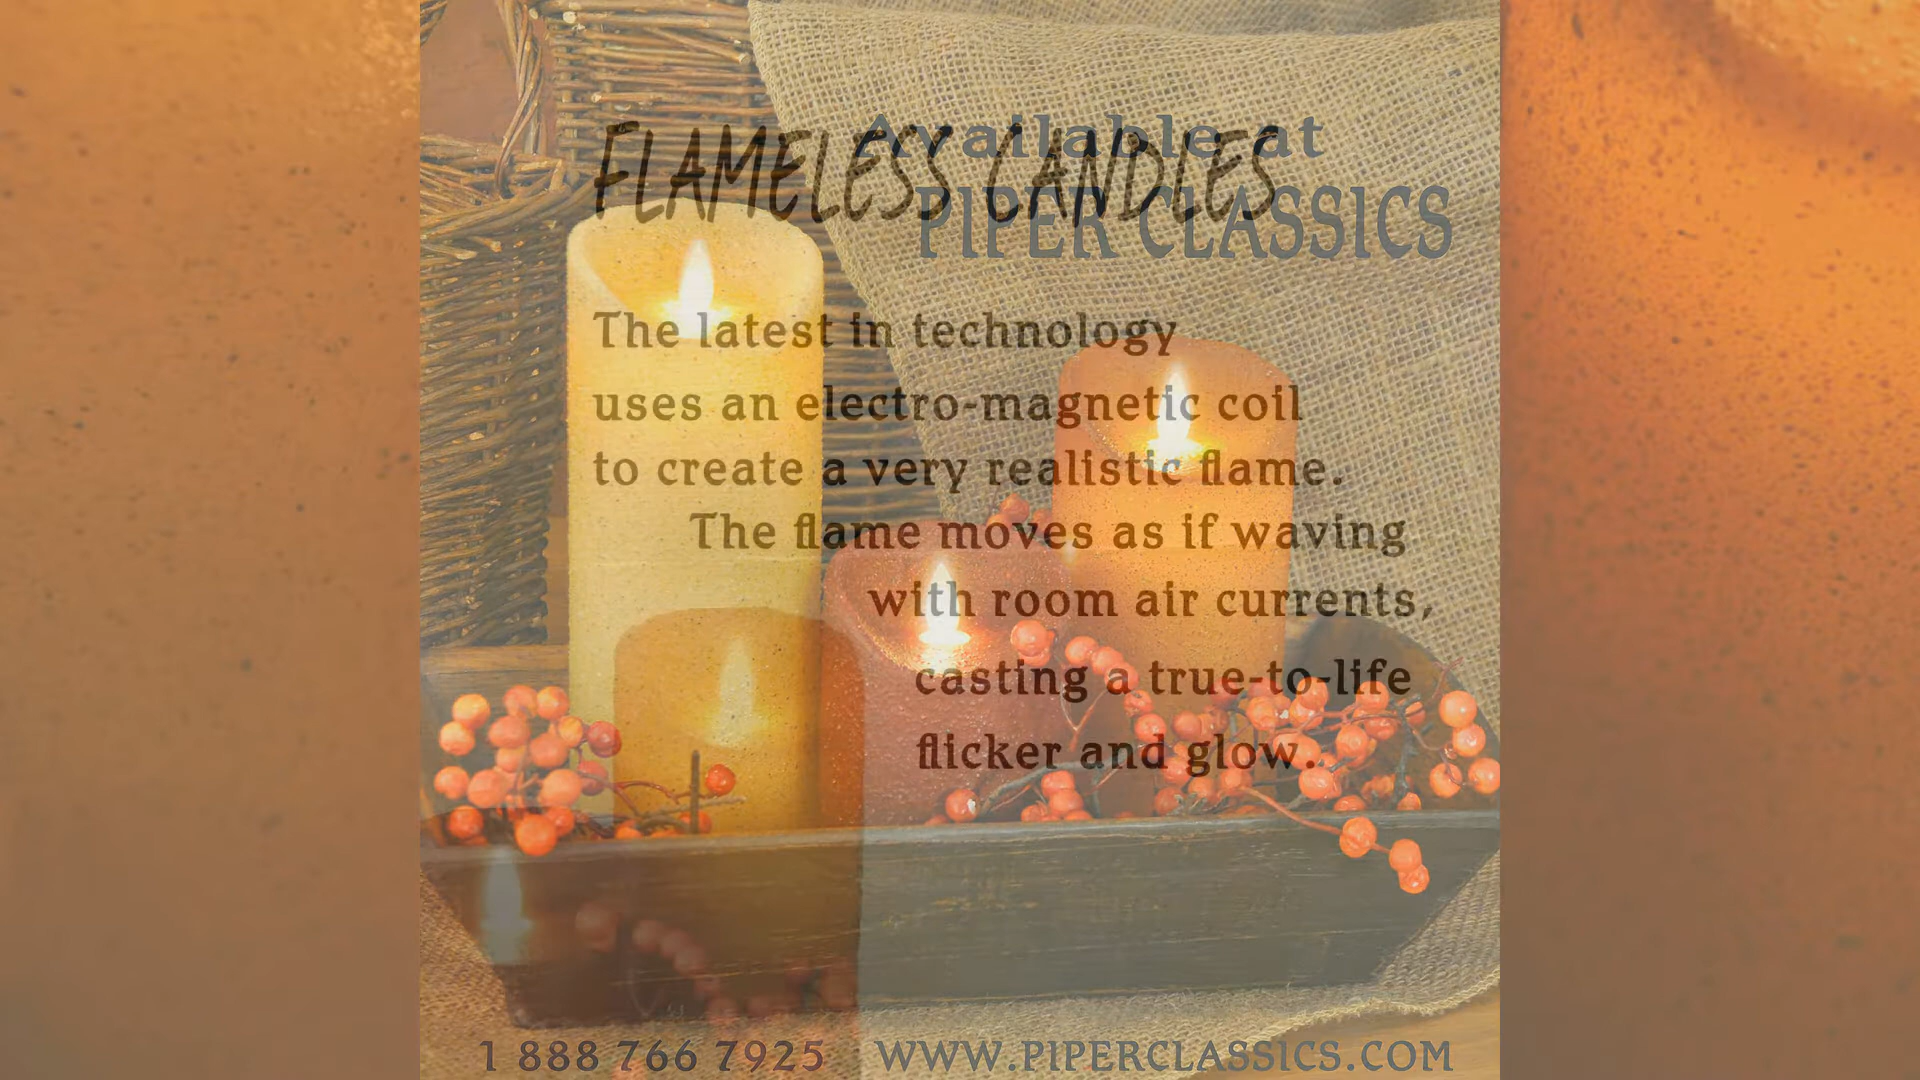 Available at
FLAMELESS CANDLES
PIPER CLASSICS
The latest in technology
uses an electro-magnetic coil
to create a very realistic flame.
The flame moves as if waving
with room air currents,
casting a true-to-life
flicker and glow.
1 888 766 7925 WWW.PIPERCLASSICS.COM